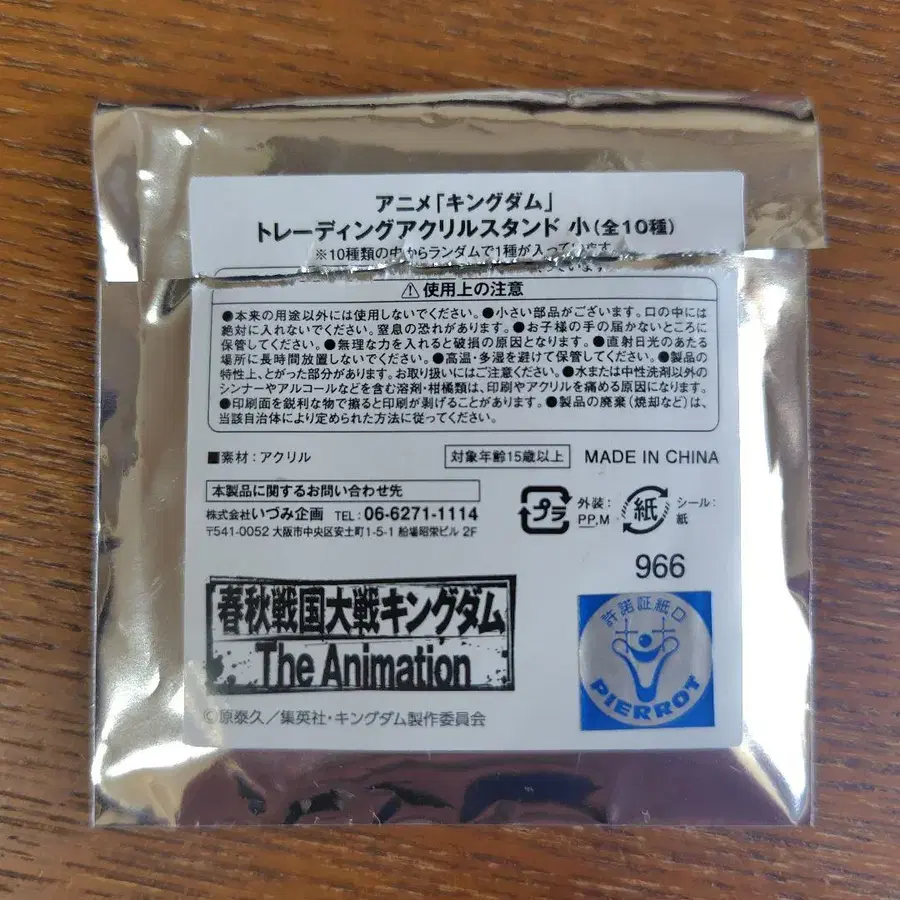 アニメ「キングダム」
トレーディングアクリルスタンド 小(全10種)
※10種類の中からランダムで1種が入っています
⚠使用上の注意
●本来の用途以外には使用しないでください。●小さい部品がございます。口の中には
絶対に入れないでください。窒息の恐れがあります。●お子様の手の届かないところに
保管してください。●無理な力を入れると破損の原因となります。●直射日光のあたる
場所に長時間放置しないでください。●高温・多湿を避けて保管してください。●製品の
特性上、とがった部分があります。お取り扱いにはご注意ください。●水または中性洗剤以外の
シンナーやアルコールなどを含む溶剤・柑橘類は、印刷やアクリルを痛める原因になります。
●印刷面を鋭利な物で擦ると印刷が剥げることがあります。●製品の廃棄(焼却など)は、
当該自治体により定められた方法に従ってください。
■素材:アクリル 対象年齢15歳以上 MADE IN CHINA
本製品に関するお問い合わせ先
株式会社いづみ企画 TEL:06-6271-1114
〒541-0052 大阪市中央区安土町1-5-1 船場昭栄ビル 2F
プラ 外装: PP,M 紙 シール: 紙
966
春秋戦国大戦キングダム
The Animation
許諾証紙口
PIERROT
©原泰久/集英社・キングダム製作委員会